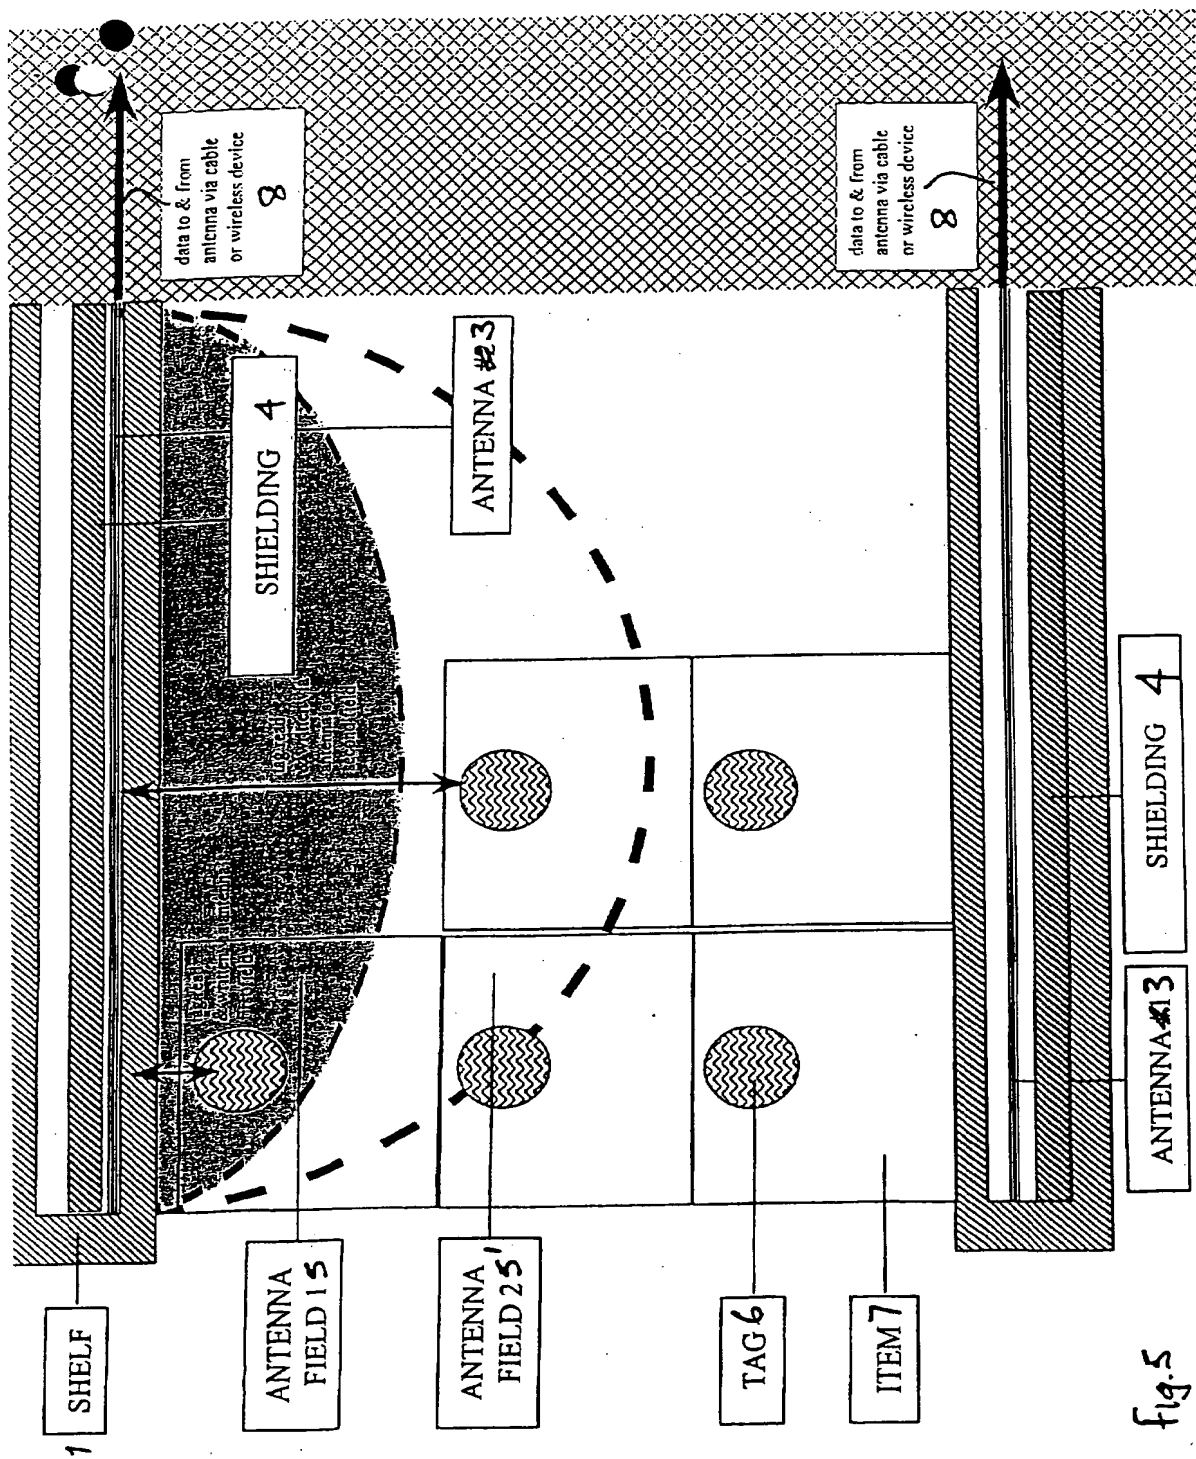 data to & from
antenna via cable
or wireless device
8
data to & from
antenna via cable
or wireless device
8
SHIELDING 4
ANTENNA #23
SHELF
1
ANTENNA
FIELD 1 5
ANTENNA
FIELD 2 5'
TAG 6
ITEM 7
ANTENNA #1 3
SHIELDING 4
Fig. 5